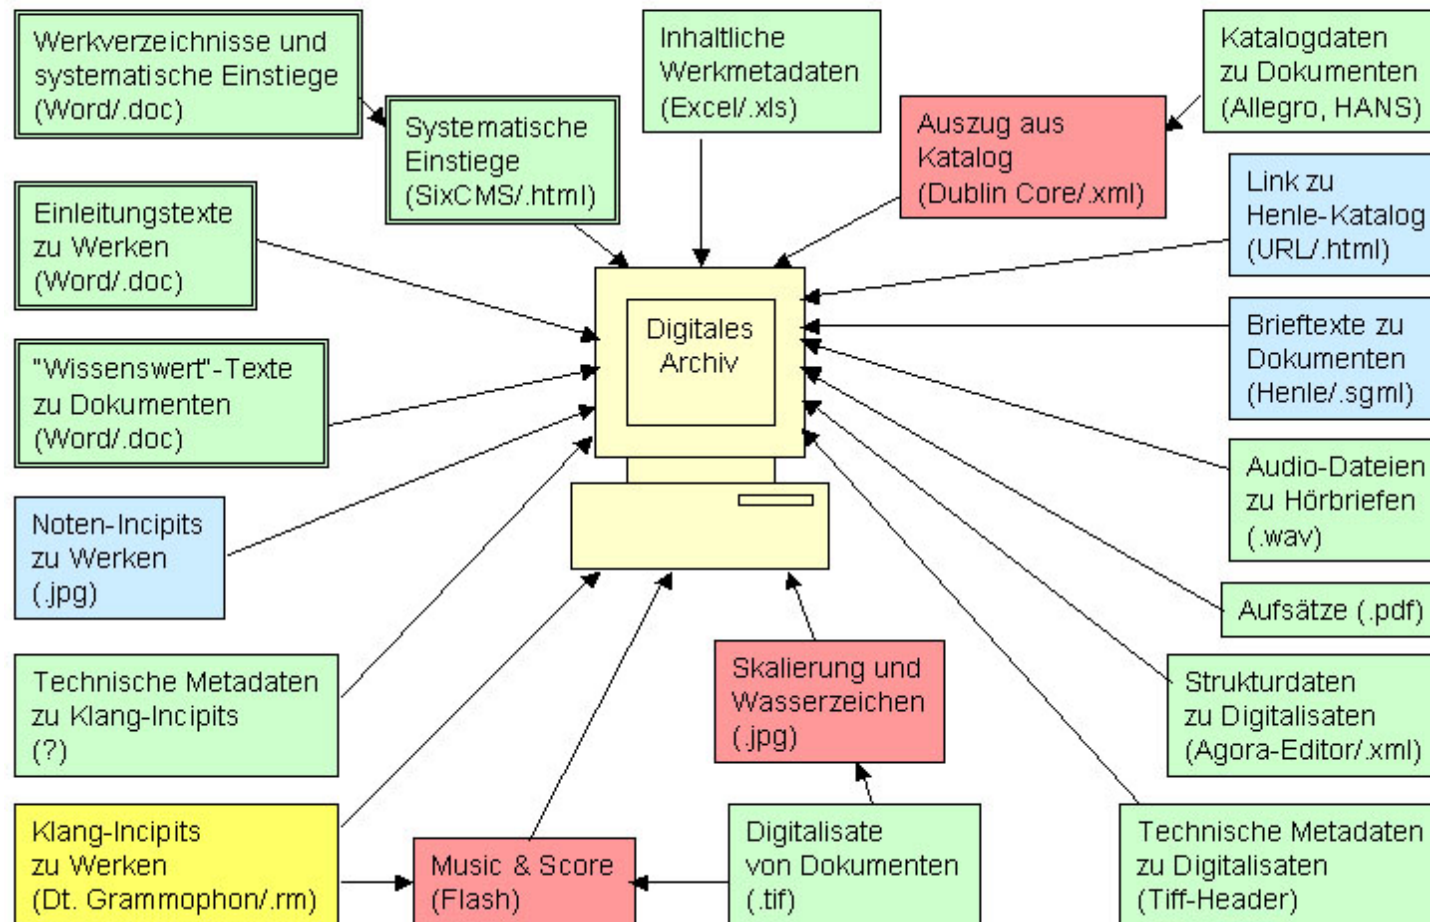 Werkverzeichnisse und
systematische Einstiege
(Word/.doc)
Systematische
Einstiege
(SixCMS/.html)
Inhaltliche
Werkmetadaten
(Excel/.xls)
Auszug aus
Katalog
(Dublin Core/.xml)
Katalogdaten
zu Dokumenten
(Allegro, HANS)
Einleitungstexte
zu Werken
(Word/.doc)
Link zu
Henle-Katalog
(URL/.html)
Digitales
Archiv
"Wissenswert"-Texte
zu Dokumenten
(Word/.doc)
Brieftexte zu
Dokumenten
(Henle/.sgml)
Noten-Incipits
zu Werken
(.jpg)
Audio-Dateien
zu Hörbriefen
(.wav)
Aufsätze (.pdf)
Technische Metadaten
zu Klang-Incipits
(?)
Skalierung und
Wasserzeichen
(.jpg)
Strukturdaten
zu Digitalisaten
(Agora-Editor/.xml)
Klang-Incipits
zu Werken
(Dt. Grammophon/.rm)
Music & Score
(Flash)
Digitalisate
von Dokumenten
(.tif)
Technische Metadaten
zu Digitalisaten
(Tiff-Header)